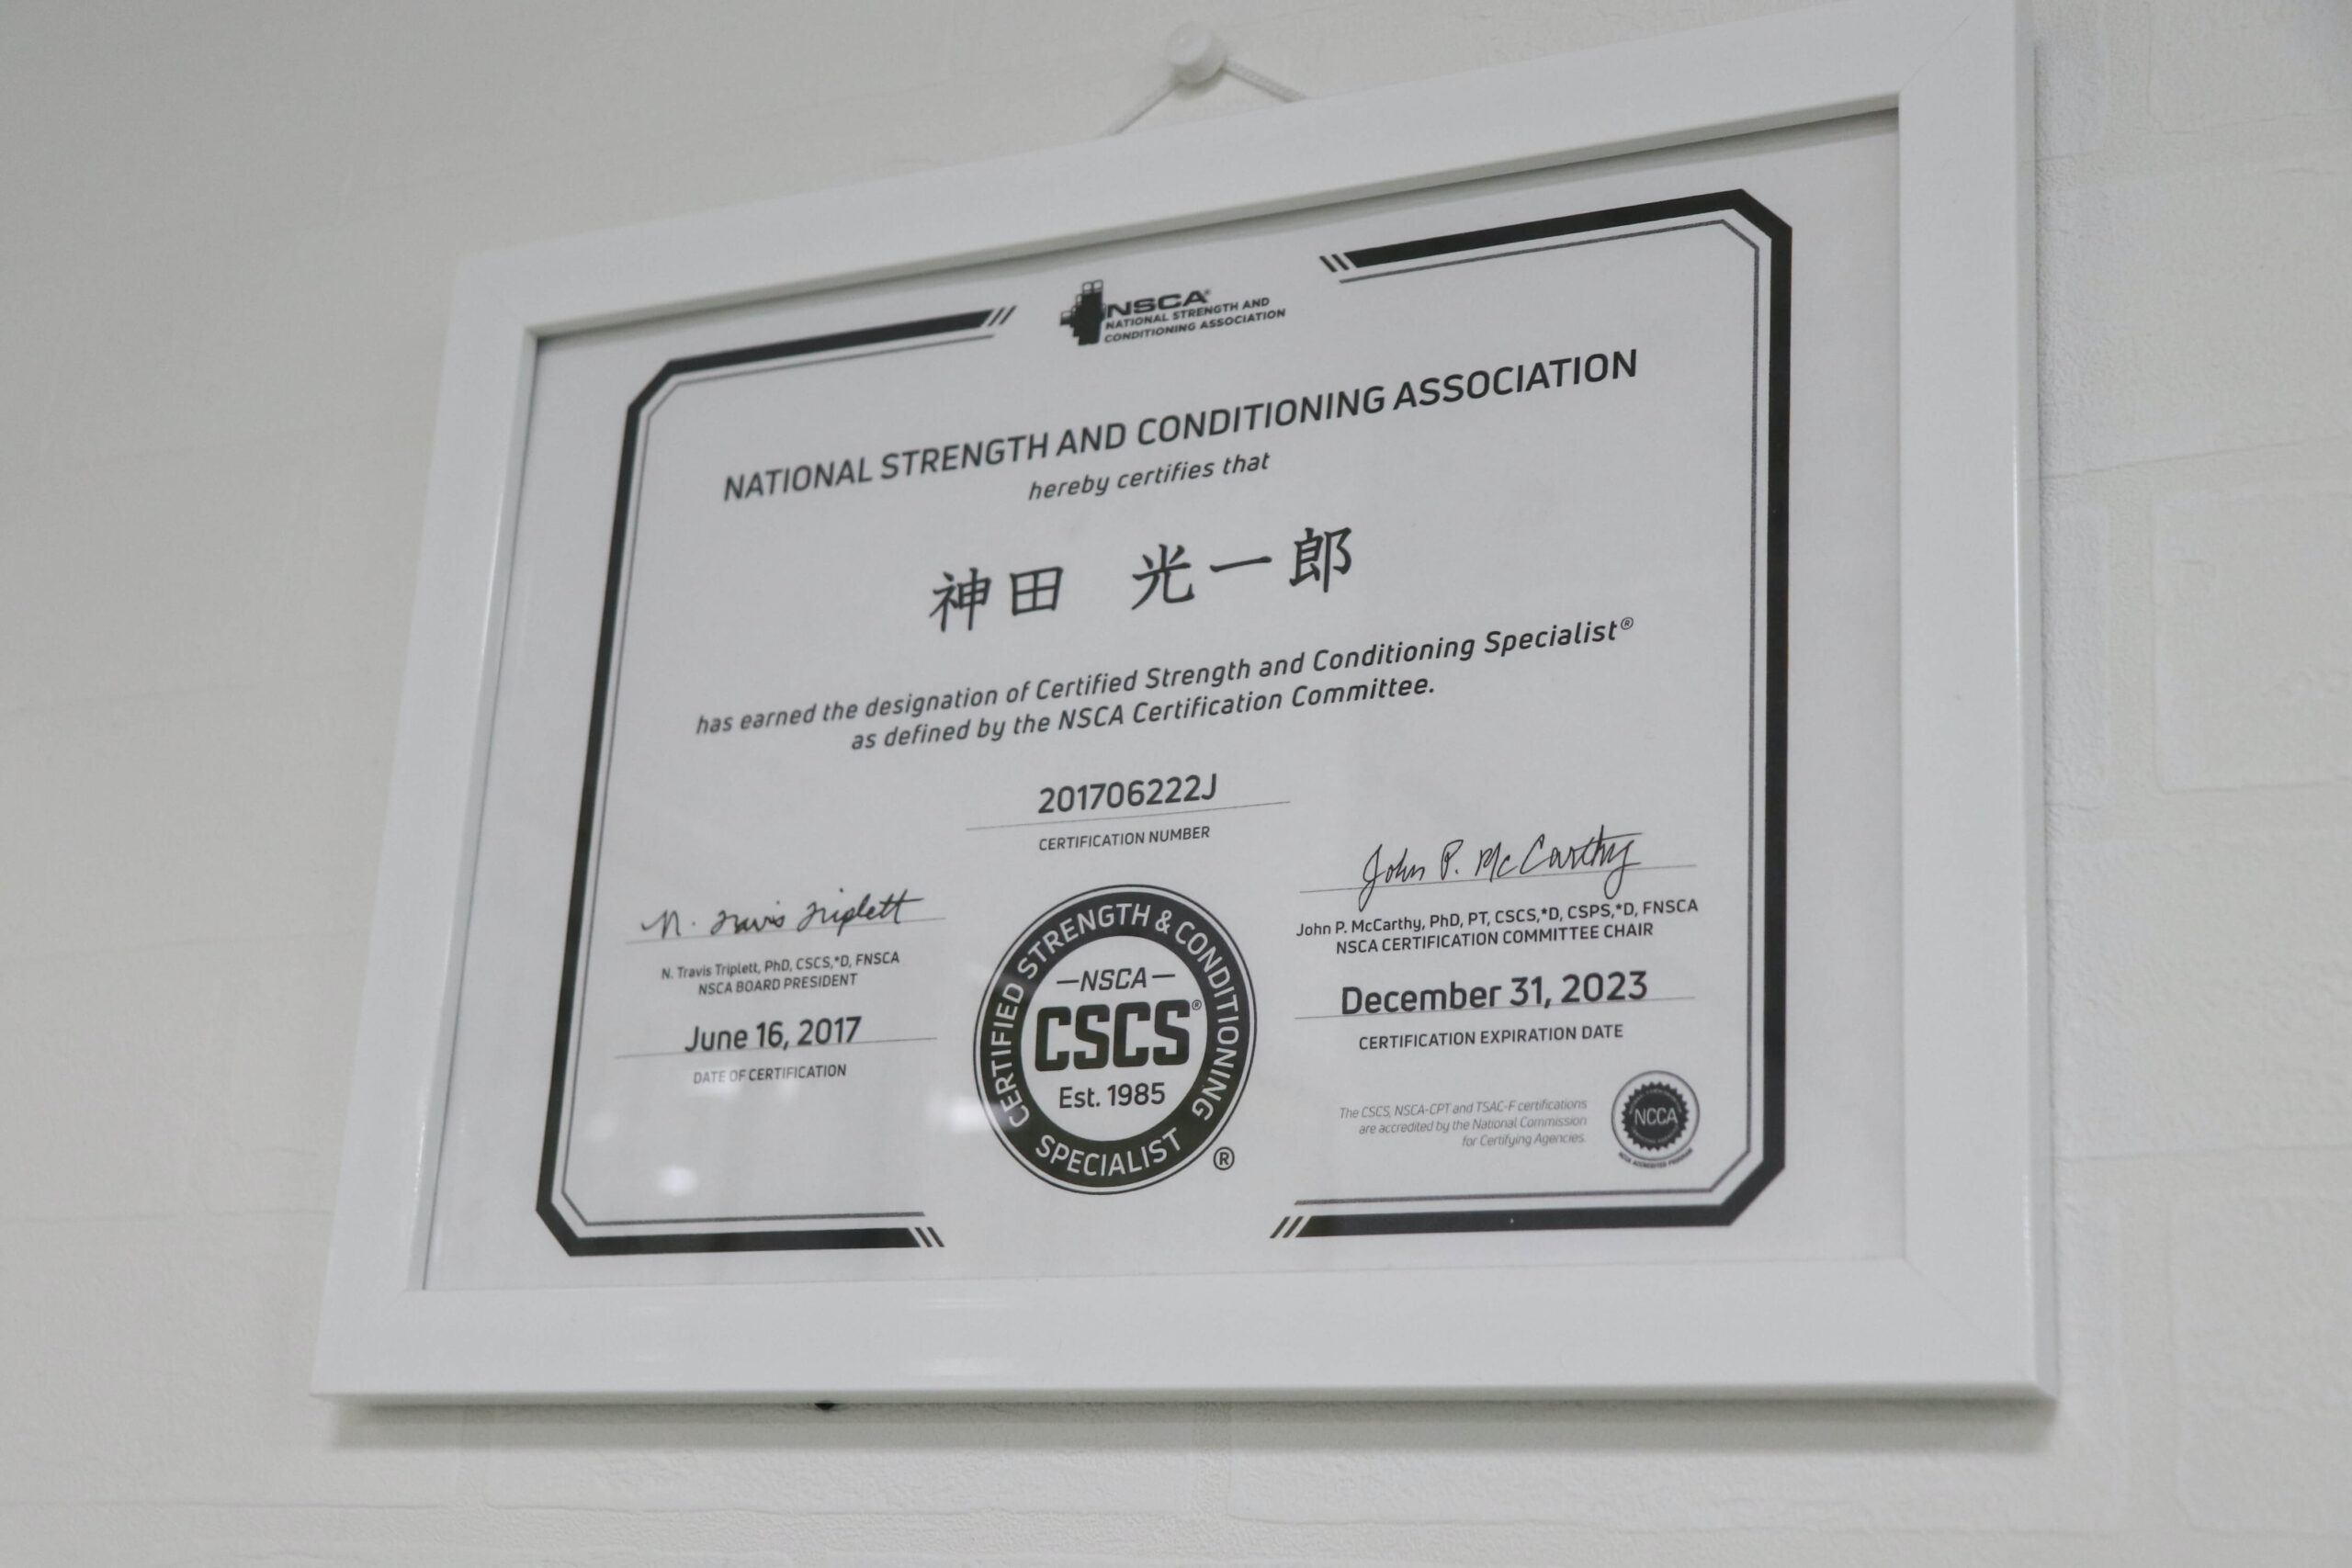 NSCA®
NATIONAL STRENGTH AND
CONDITIONING ASSOCIATION
NATIONAL STRENGTH AND CONDITIONING ASSOCIATION
hereby certifies that
神田 光一郎
has earned the designation of Certified Strength and Conditioning Specialist®
as defined by the NSCA Certification Committee.
201706222J
CERTIFICATION NUMBER
N. Travis Triplett
N. Travis Triplett, PhD, CSCS,*D, FNSCA
NSCA BOARD PRESIDENT
June 16, 2017
DATE OF CERTIFICATION
CERTIFIED STRENGTH & CONDITIONING
—NSCA—
CSCS®
Est. 1985
SPECIALIST
®
John P. McCarthy
John P. McCarthy, PhD, PT, CSCS,*D, CSPS,*D, FNSCA
NSCA CERTIFICATION COMMITTEE CHAIR
December 31, 2023
CERTIFICATION EXPIRATION DATE
The CSCS, NSCA-CPT and TSAC-F certifications
are accredited by the National Commission
for Certifying Agencies.
NCCA